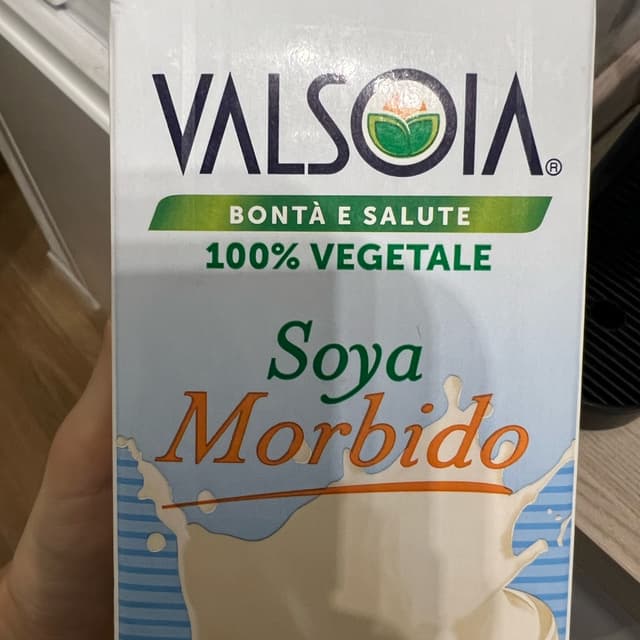 VALSOIA®
BONTÀ E SALUTE
100% VEGETALE
Soya
Morbido